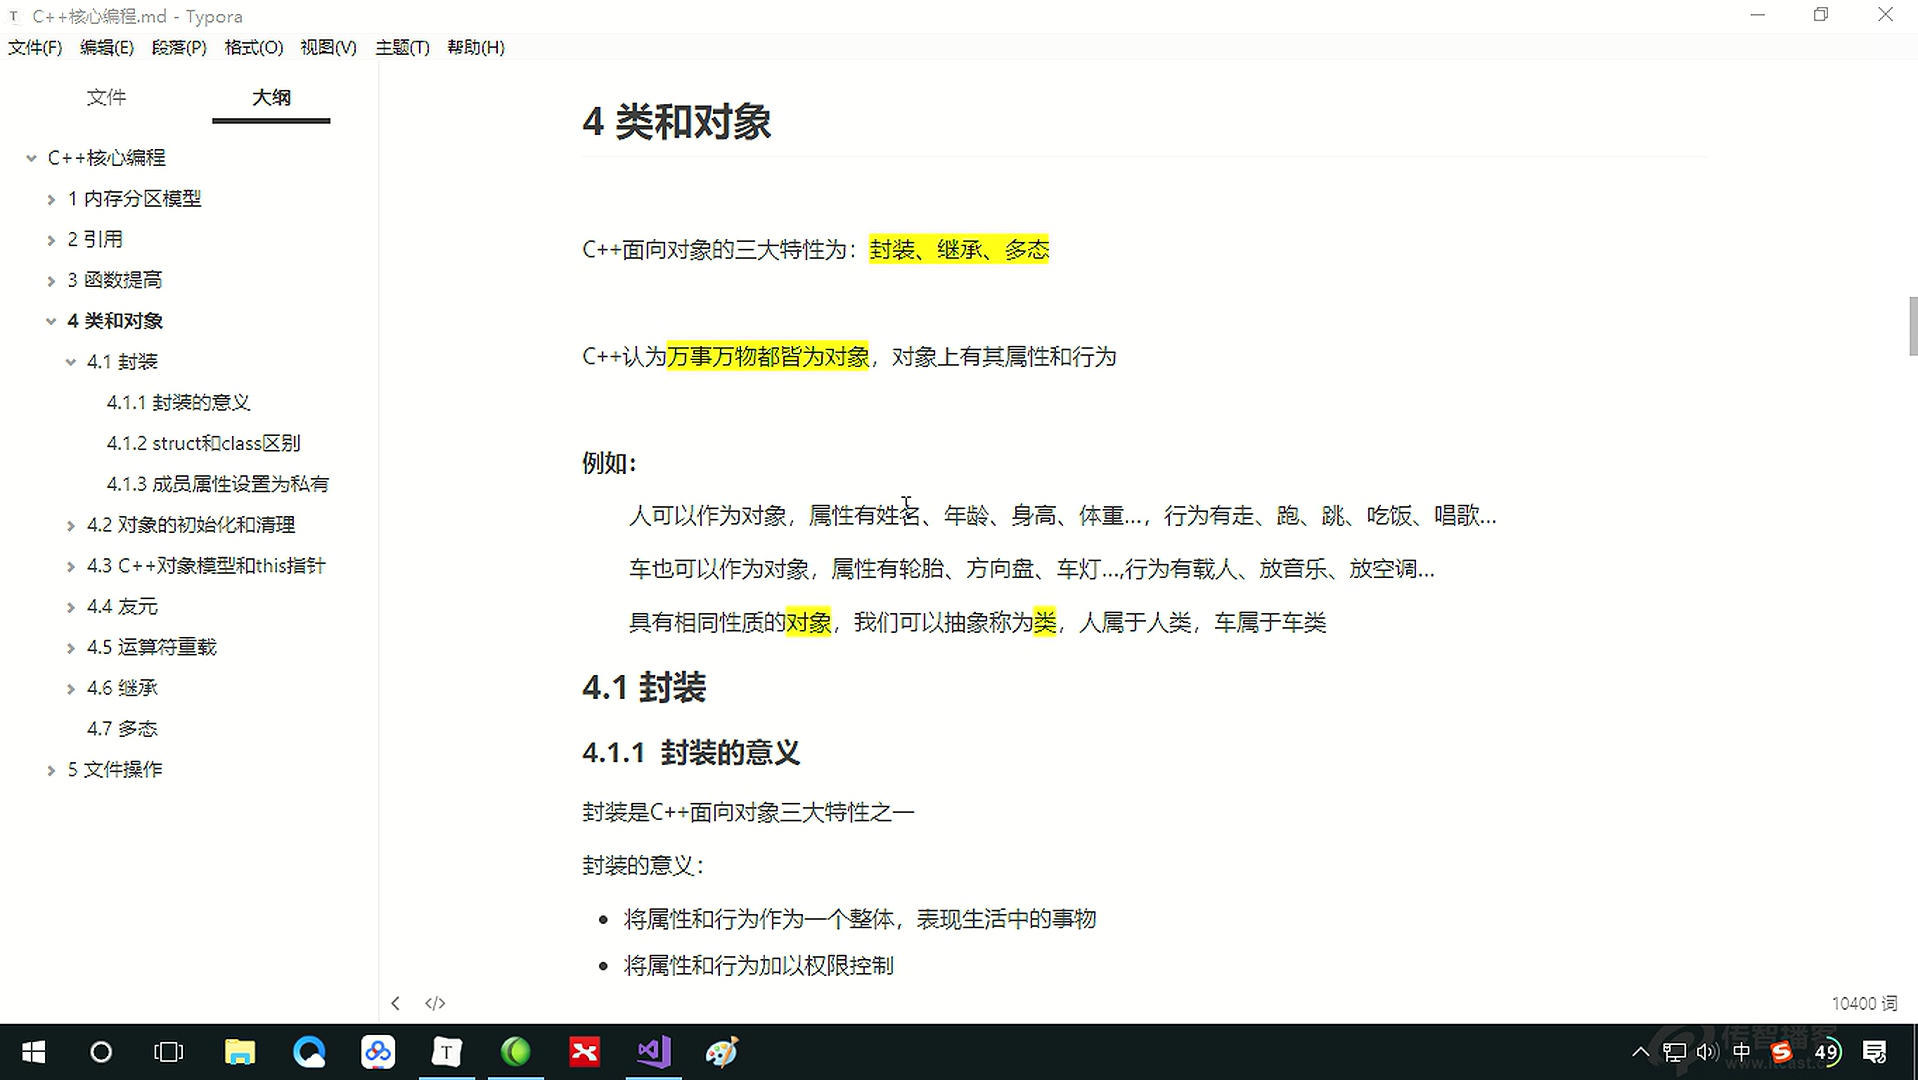 C++核心编程.md - Typora
文件(F) 编辑(E) 段落(P) 格式(O) 视图(V) 主题(T) 帮助(H)
文件 大纲
C++核心编程
1 内存分区模型
2 引用
3 函数提高
4 类和对象
4.1 封装
4.1.1 封装的意义
4.1.2 struct和class区别
4.1.3 成员属性设置为私有
4.2 对象的初始化和清理
4.3 C++对象模型和this指针
4.4 友元
4.5 运算符重载
4.6 继承
4.7 多态
5 文件操作
4 类和对象
C++面向对象的三大特性为：封装、继承、多态
C++认为万事万物都皆为对象，对象上有其属性和行为
例如：
人可以作为对象，属性有姓名、年龄、身高、体重...，行为有走、跑、跳、吃饭、唱歌...
车也可以作为对象，属性有轮胎、方向盘、车灯...,行为有载人、放音乐、放空调...
具有相同性质的对象，我们可以抽象称为类，人属于人类，车属于车类
4.1 封装
4.1.1 封装的意义
封装是C++面向对象三大特性之一
封装的意义：
将属性和行为作为一个整体，表现生活中的事物
将属性和行为加以权限控制
10400 词
中 49
传智播客